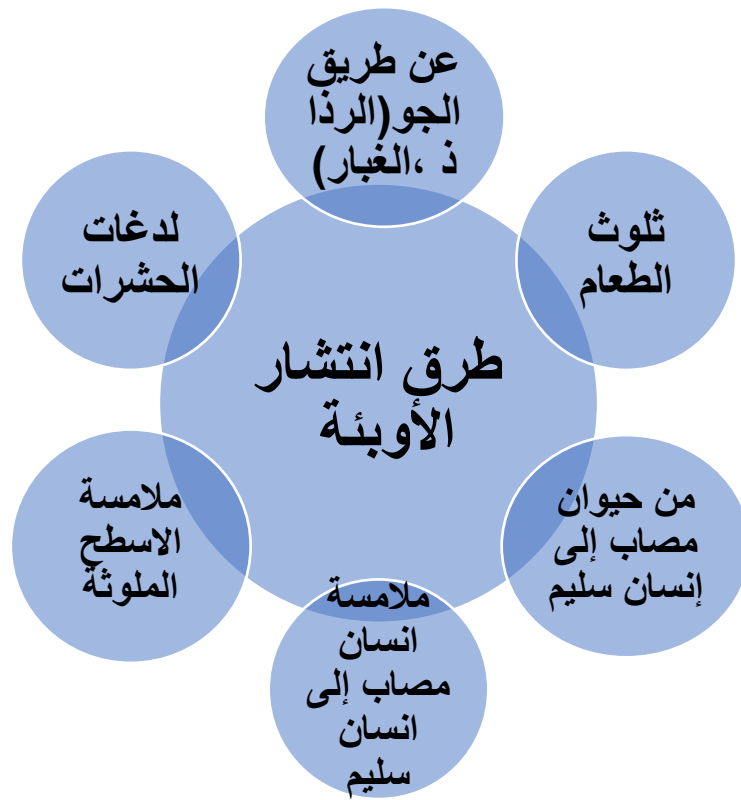 عن طريق
الجو(الرذا
ذ ،الغبار)
ثلوث
الطعام
من حيوان
مصاب إلى
إنسان سليم
ملامسة
انسان
مصاب إلى
انسان
سليم
ملامسة
الاسطح
الملوثة
لدغات
الحشرات
طرق انتشار
الأوبئة